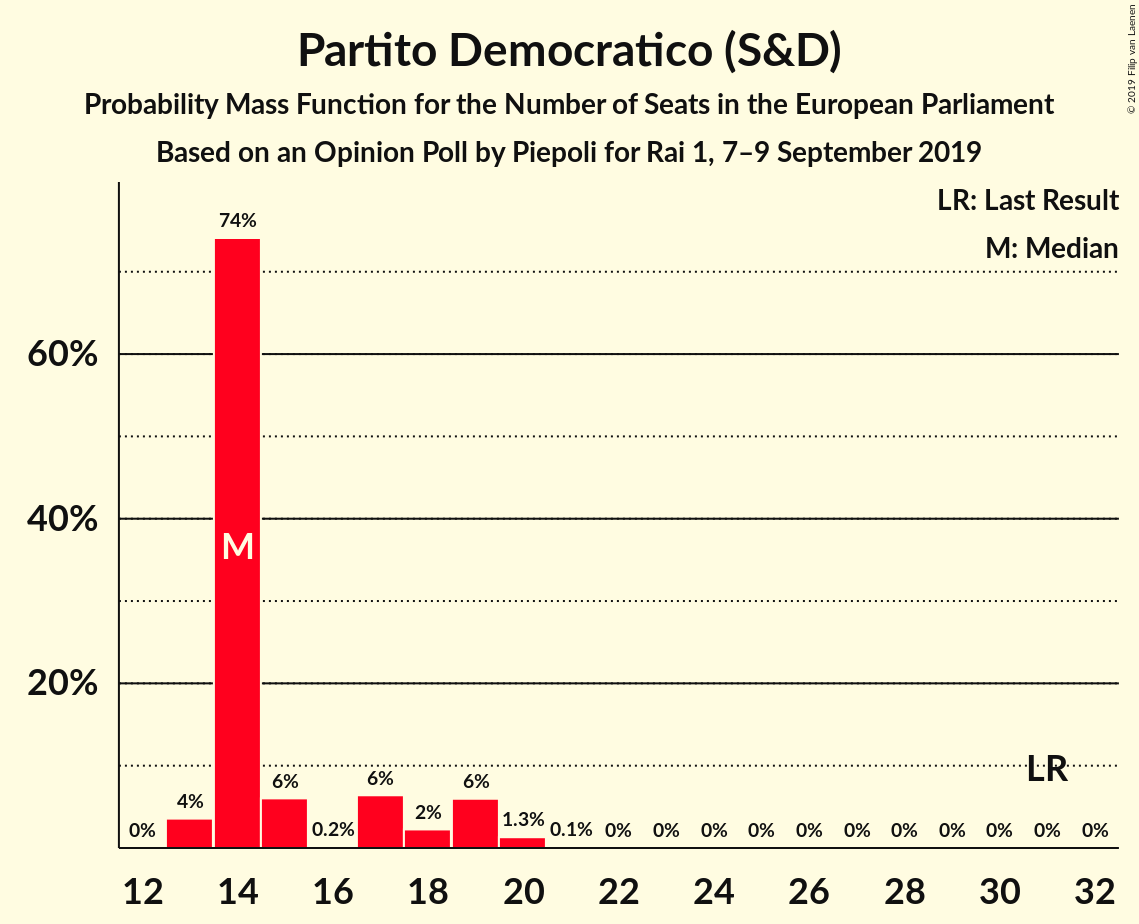 Partito Democratico (S&D)
Probability Mass Function for the Number of Seats in the European Parliament
Based on an Opinion Poll by Piepoli for Rai 1, 7–9 September 2019
© 2019 Filip van Laenen
LR: Last Result
M: Median
74%
60%
40%
M
20%
LR
0%
4%
6%
0.2%
6%
2%
6%
1.3%
0.1%
0%
0%
0%
0%
0%
0%
0%
0%
0%
0%
0%
12 14 16 18 20 22 24 26 28 30 32